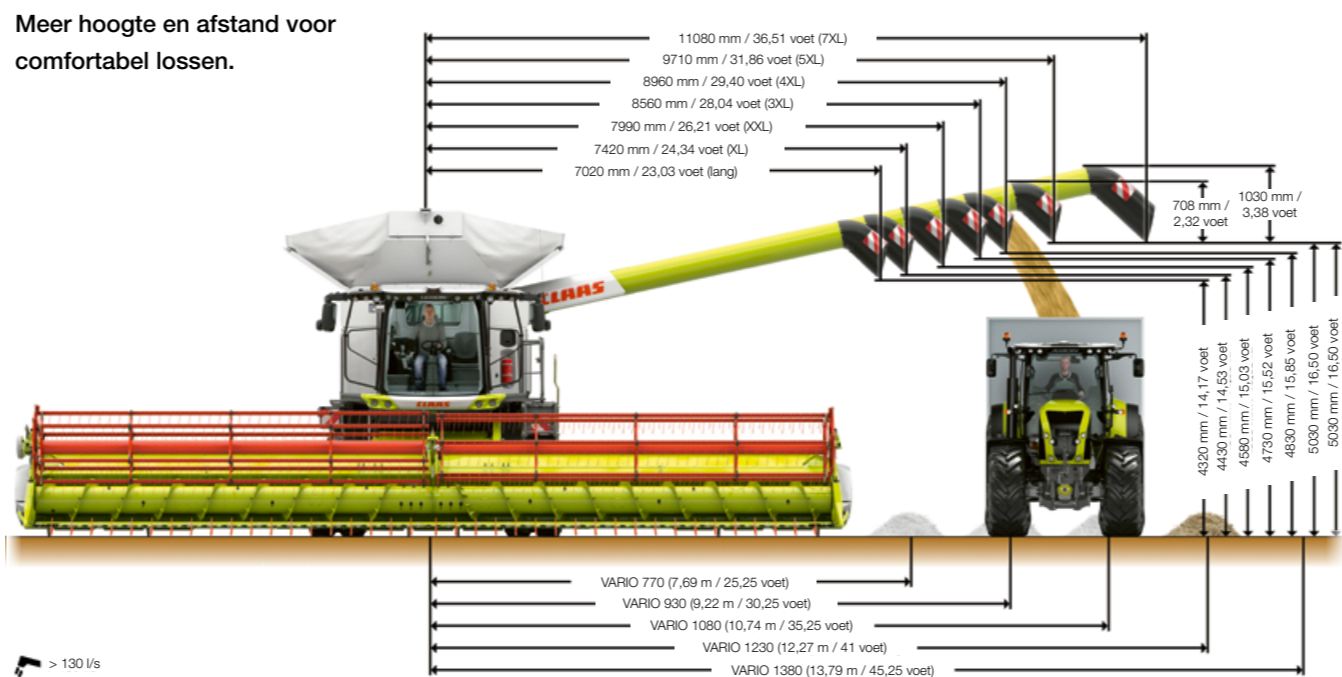 Meer hoogte en afstand voor
comfortabel lossen.
11080 mm / 36,51 voet (7XL)
9710 mm / 31,86 voet (5XL)
8960 mm / 29,40 voet (4XL)
8560 mm / 28,04 voet (3XL)
7990 mm / 26,21 voet (XXL)
7420 mm / 24,34 voet (XL)
7020 mm / 23,03 voet (lang)
708 mm /
2,32 voet
1030 mm /
3,38 voet
CLAAS
CLAAS
4320 mm / 14,17 voet
4430 mm / 14,53 voet
4580 mm / 15,03 voet
4730 mm / 15,52 voet
4830 mm / 15,85 voet
5030 mm / 16,50 voet
5030 mm / 16,50 voet
VARIO 770 (7,69 m / 25,25 voet)
VARIO 930 (9,22 m / 30,25 voet)
VARIO 1080 (10,74 m / 35,25 voet)
VARIO 1230 (12,27 m / 41 voet)
VARIO 1380 (13,79 m / 45,25 voet)
> 130 l/s